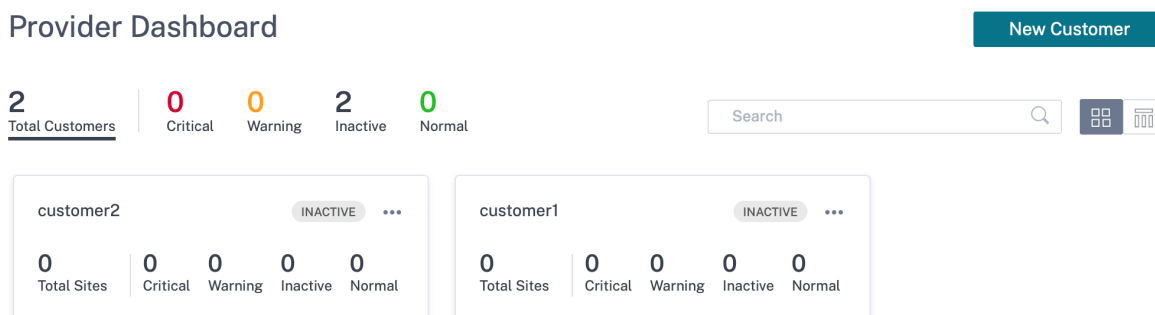 Provider Dashboard
New Customer
2 0 0 2 0
Total Customers Critical Warning Inactive Normal
Search
customer2 INACTIVE
0 0 0 0 0
Total Sites Critical Warning Inactive Normal
customer1 INACTIVE
0 0 0 0 0
Total Sites Critical Warning Inactive Normal